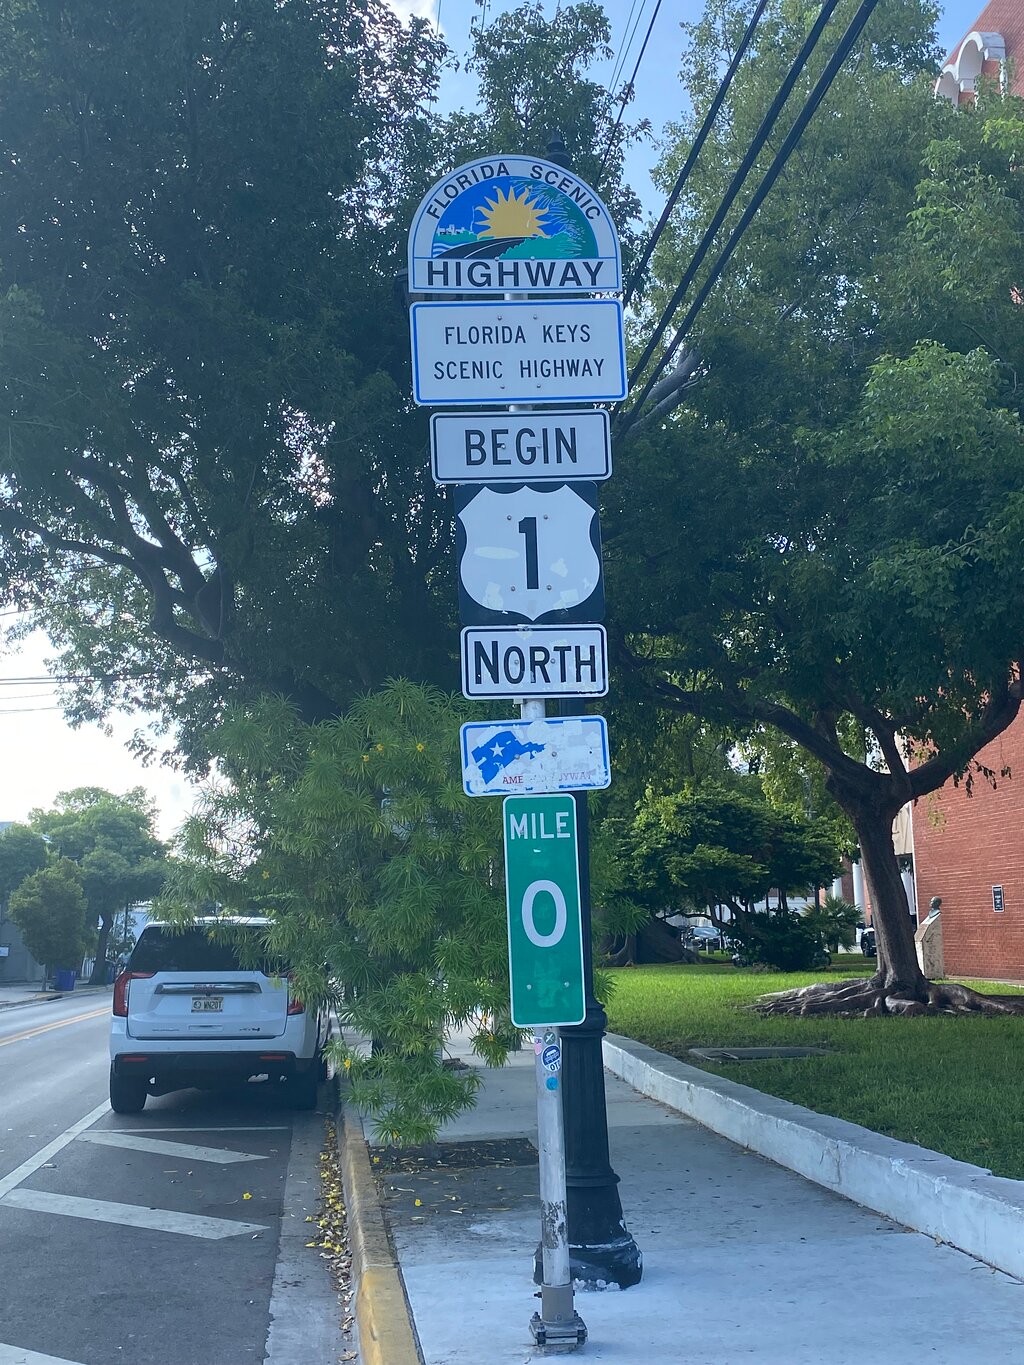 FLORIDA SCENIC
HIGHWAY
FLORIDA KEYS
SCENIC HIGHWAY
BEGIN
1
NORTH
MILE
0